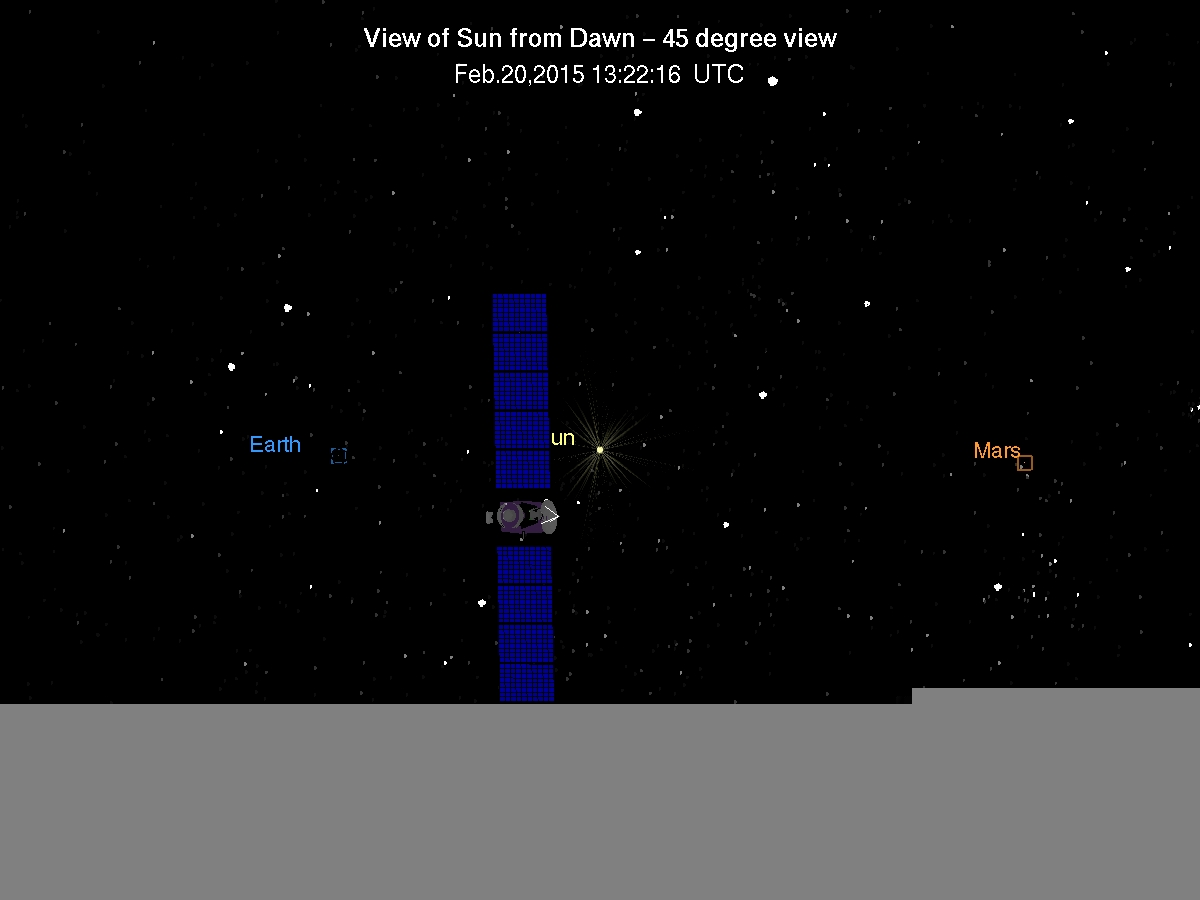 View of Sun from Dawn – 45 degree view
Feb.20,2015 13:22:16 UTC
un
Earth
Mars